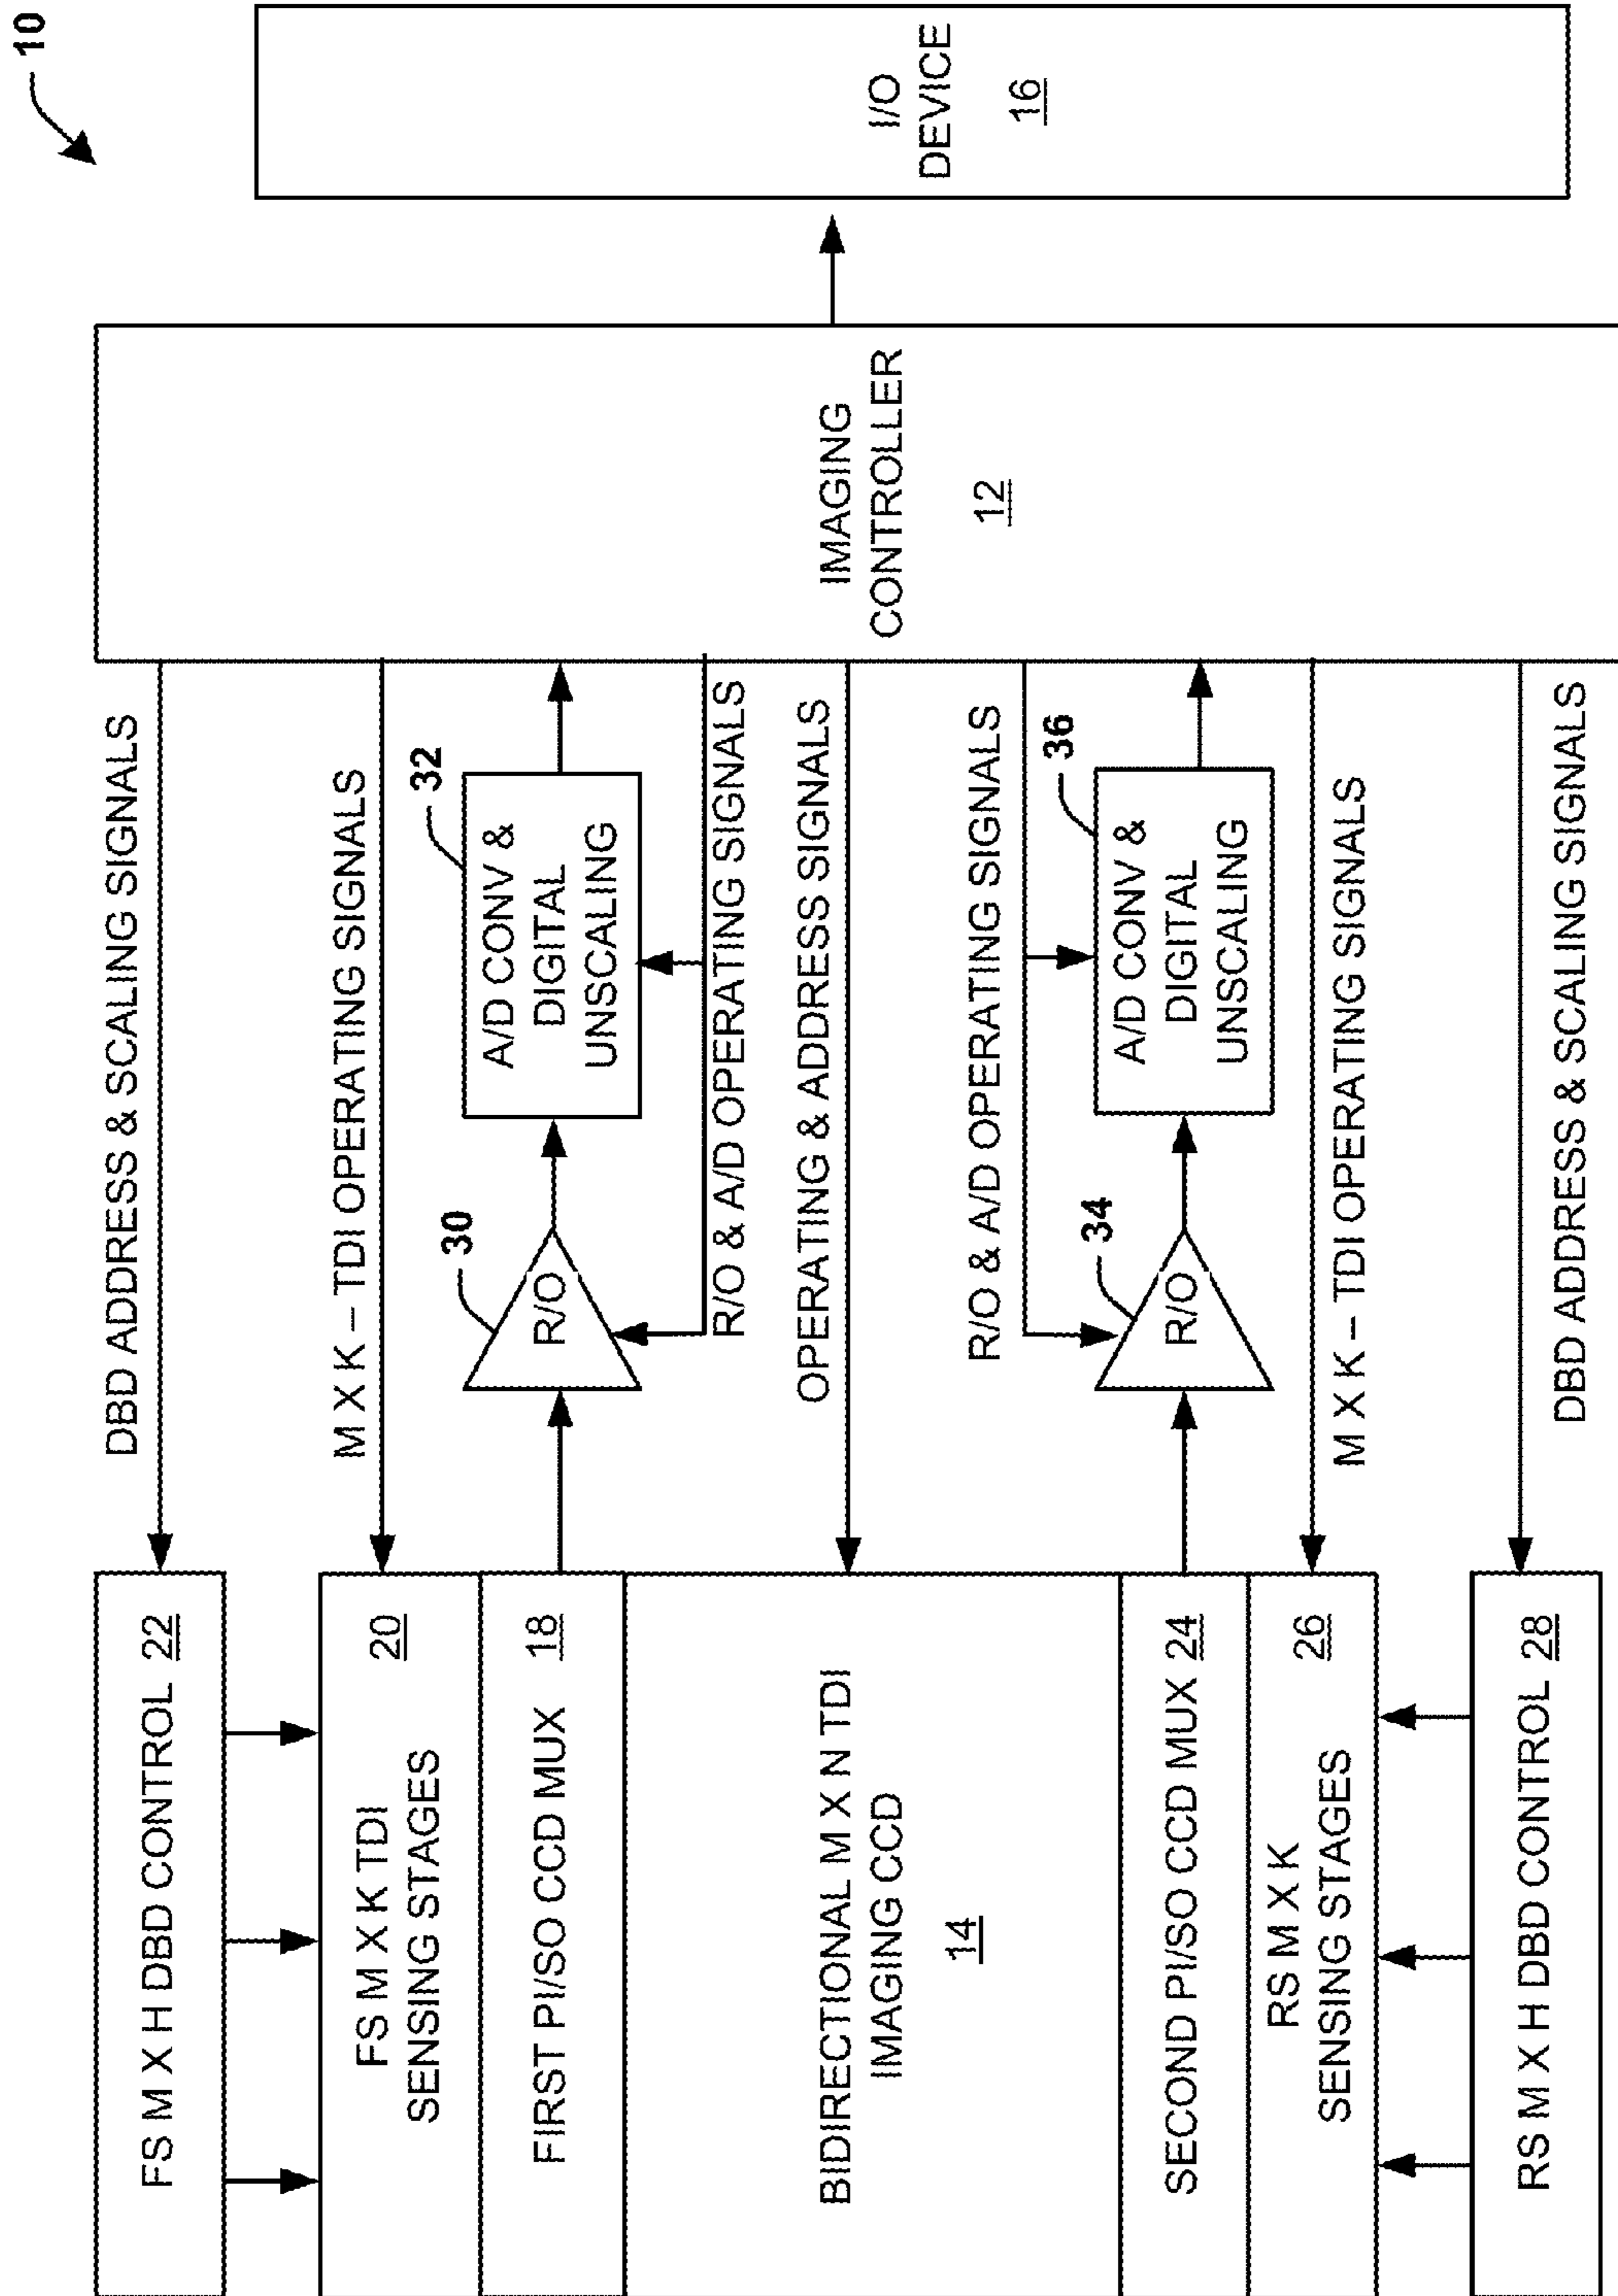 10
FS M X H DBD CONTROL 22
DBD ADDRESS & SCALING SIGNALS
FS M X K TDI
SENSING STAGES
20
M X K – TDI OPERATING SIGNALS
FIRST PI/SO CCD MUX 18
30
R/O
32
A/D CONV &
DIGITAL
UNSCALING
R/O & A/D OPERATING SIGNALS
BIDIRECTIONAL M X N TDI
IMAGING CCD
14
OPERATING & ADDRESS SIGNALS
IMAGING
CONTROLLER
12
I/O
DEVICE
16
R/O & A/D OPERATING SIGNALS
SECOND PI/SO CCD MUX 24
34
R/O
36
A/D CONV &
DIGITAL
UNSCALING
RS M X K
SENSING STAGES
26
M X K – TDI OPERATING SIGNALS
RS M X H DBD CONTROL 28
DBD ADDRESS & SCALING SIGNALS